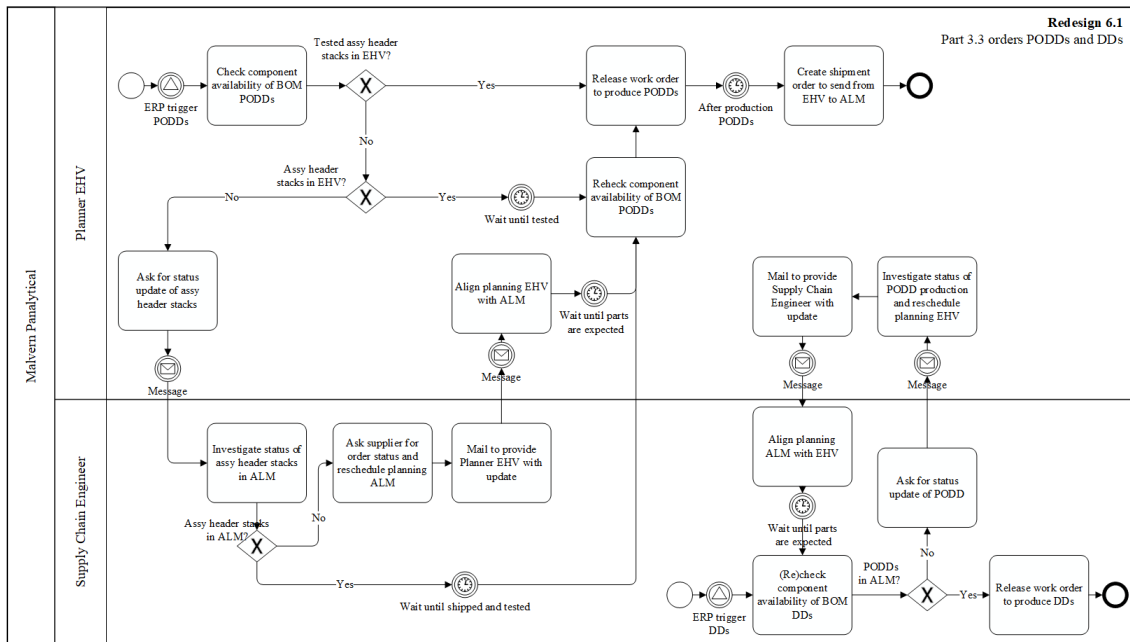 Redesign 6.1
Part 3.3 orders PODDs and DDs
Malvern Panalytical
Planner EHV
Supply Chain Engineer
ERP trigger
PODDs
Check component
availability of BOM
PODDs
Tested assy header
stacks in EHV?
X
Yes
No
Release work order
to produce PODDs
After production
PODDs
Create shipment
order to send from
EHV to ALM
Assy header
stacks in EHV?
X
No
Yes
Wait until tested
Reheck component
availability of BOM
PODDs
Ask for status
update of assy
header stacks
Message
Align planning EHV
with ALM
Wait until parts
are expected
Message
Mail to provide
Supply Chain
Engineer with
update
Message
Investigate status of
PODD production
and reschedule
planning EHV
Message
Investigate status of
assy header stacks
in ALM
Ask supplier for
order status and
reschedule planning
ALM
Mail to provide
Planner EHV with
update
Assy header stacks
in ALM?
X
No
Yes
Wait until shipped and tested
Align planning
ALM with EHV
Wait until parts
are expected
Ask for status
update of PODD
No
ERP trigger
DDs
(Re)check
component
availability of BOM
DDs
PODDs
in ALM?
X
Yes
Release work order
to produce DDs